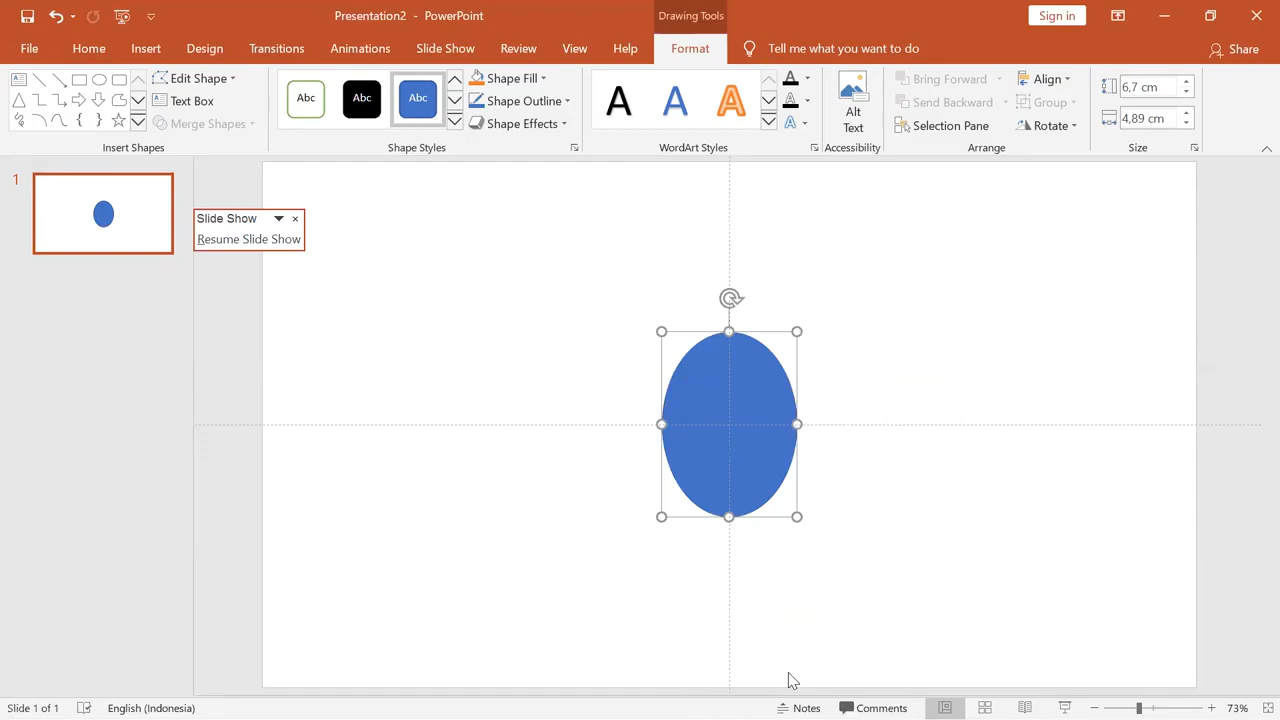 Presentation2 - PowerPoint
Drawing Tools
Sign in
File Home Insert Design Transitions Animations Slide Show Review View Help Format Tell me what you want to do Share
Edit Shape
Text Box
Merge Shapes
Insert Shapes
Abc Abc Abc
Shape Fill
Shape Outline
Shape Effects
Shape Styles
A A A
WordArt Styles
Alt
Text
Accessibility
Bring Forward
Send Backward
Selection Pane
Align
Group
Rotate
Arrange
6,7 cm
4,89 cm
Size
1
Slide Show
Resume Slide Show
Slide 1 of 1 English (Indonesia) Notes Comments 73%